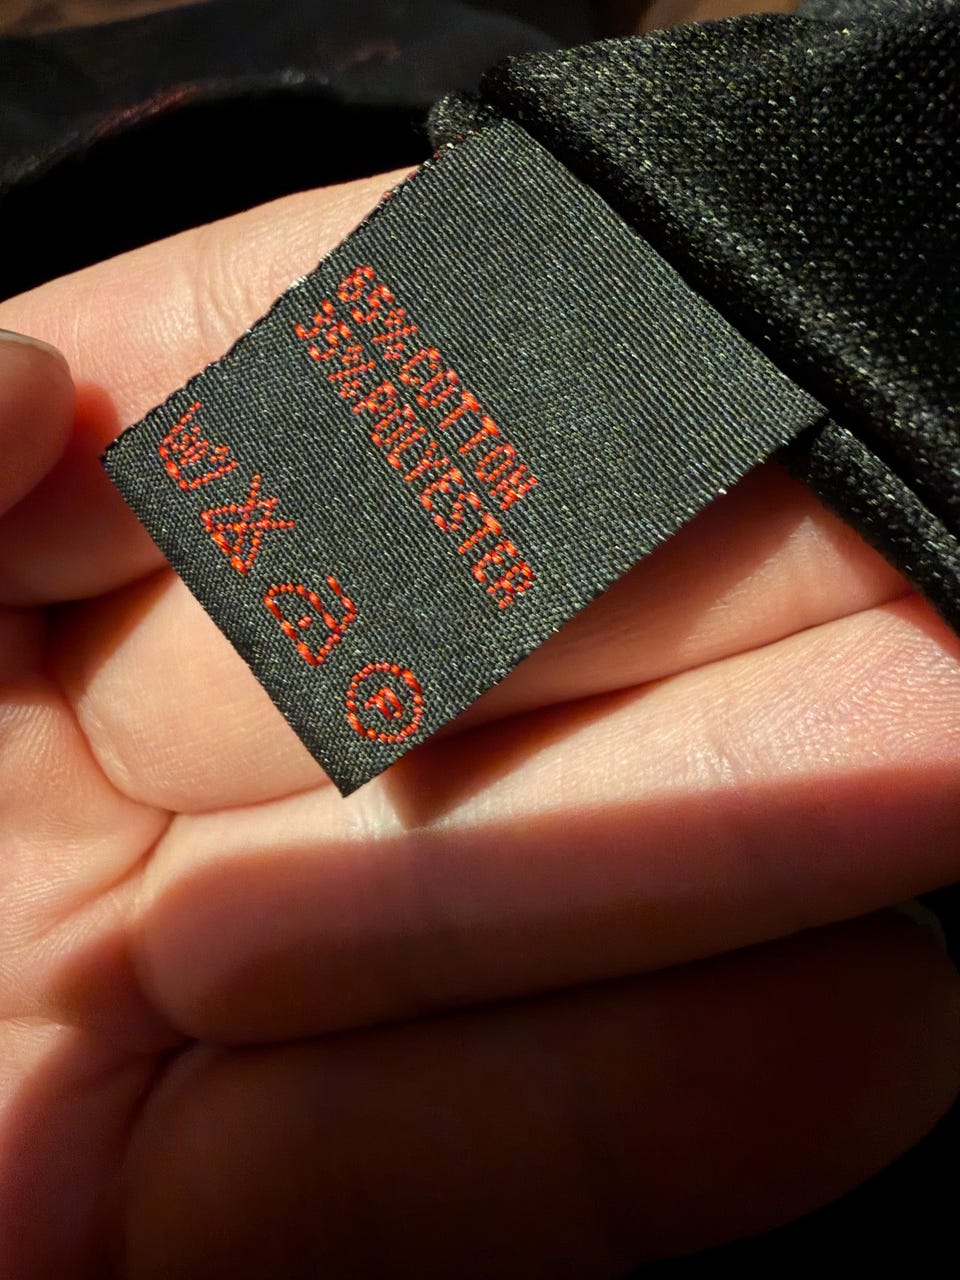 65% COTTON
35% POLYESTER
P